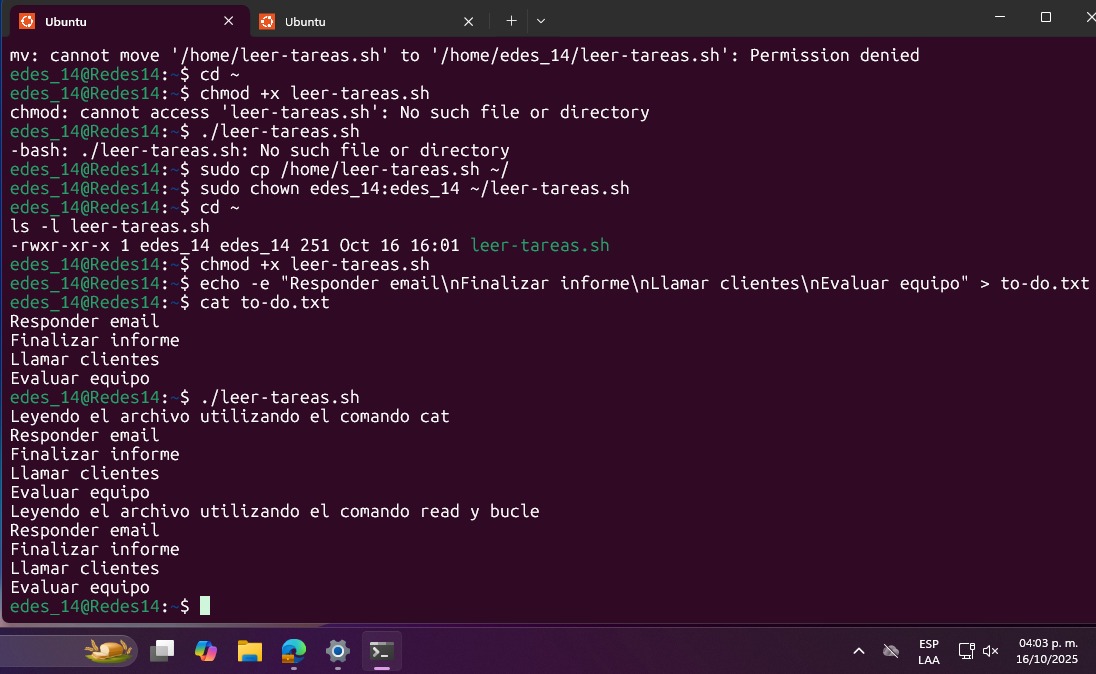 Ubuntu
Ubuntu
mv: cannot move '/home/leer-tareas.sh' to '/home/edes_14/leer-tareas.sh': Permission denied
edes_14@Redes14:~$ cd ~
edes_14@Redes14:~$ chmod +x leer-tareas.sh
chmod: cannot access 'leer-tareas.sh': No such file or directory
edes_14@Redes14:~$ ./leer-tareas.sh
-bash: ./leer-tareas.sh: No such file or directory
edes_14@Redes14:~$ sudo cp /home/leer-tareas.sh ~/
edes_14@Redes14:~$ sudo chown edes_14:edes_14 ~/leer-tareas.sh
edes_14@Redes14:~$ cd ~
ls -l leer-tareas.sh
-rwxr-xr-x 1 edes_14 edes_14 251 Oct 16 16:01 leer-tareas.sh
edes_14@Redes14:~$ chmod +x leer-tareas.sh
edes_14@Redes14:~$ echo -e "Responder email\nFinalizar informe\nLlamar clientes\nEvaluar equipo" > to-do.txt
edes_14@Redes14:~$ cat to-do.txt
Responder email
Finalizar informe
Llamar clientes
Evaluar equipo
edes_14@Redes14:~$ ./leer-tareas.sh
Leyendo el archivo utilizando el comando cat
Responder email
Finalizar informe
Llamar clientes
Evaluar equipo
Leyendo el archivo utilizando el comando read y bucle
Responder email
Finalizar informe
Llamar clientes
Evaluar equipo
edes_14@Redes14:~$
ESP
LAA
04:03 p. m.
16/10/2025